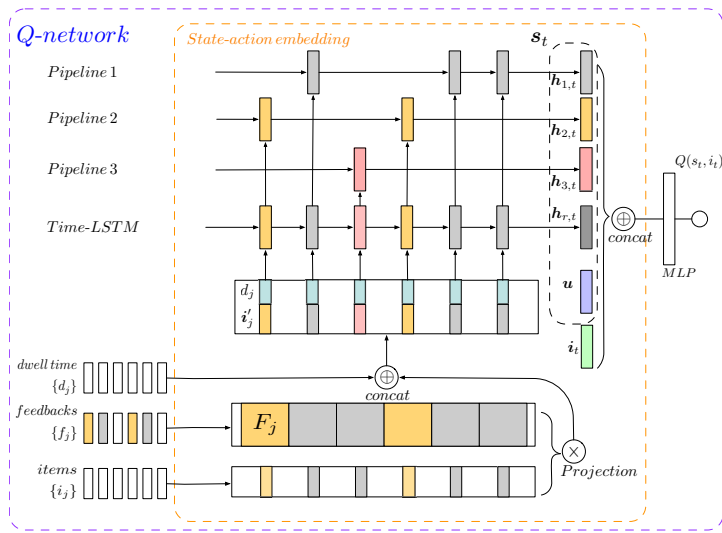 Q-network
State-action embedding
s_t
Pipeline 1
h_{1,t}
Pipeline 2
h_{2,t}
Q(s_t, i_t)
Pipeline 3
h_{3,t}
Time-LSTM
h_{r,t}
⊕
concat
MLP
d_j
i'_j
u
i_t
dwell time
{d_j}
⊕
concat
feedbacks
{f_j}
F_j
×
Projection
items
{i_j}